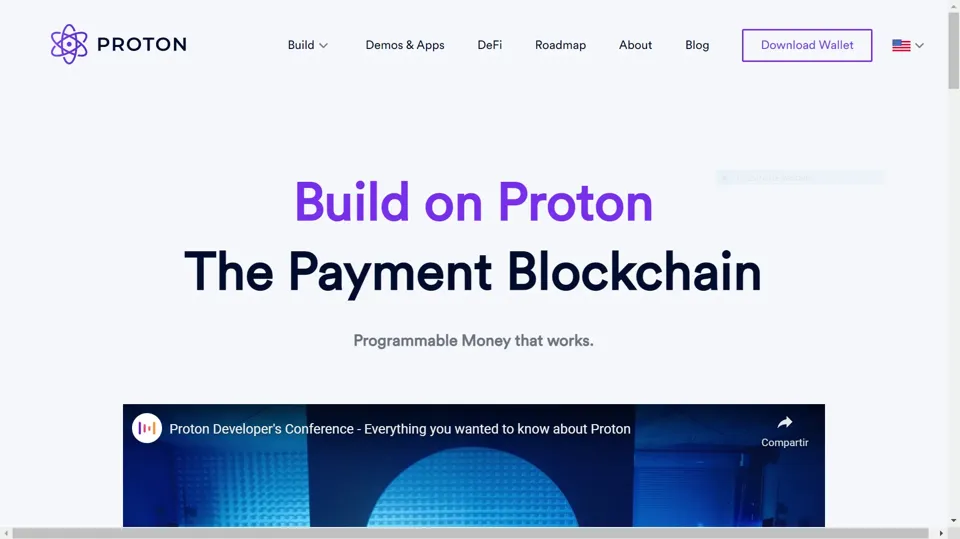 PROTON
Build
Demos & Apps
DeFi
Roadmap
About
Blog
Download Wallet
Build on Proton
The Payment Blockchain
Programmable Money that works.
Proton Developer's Conference - Everything you wanted to know about Proton
Compartir